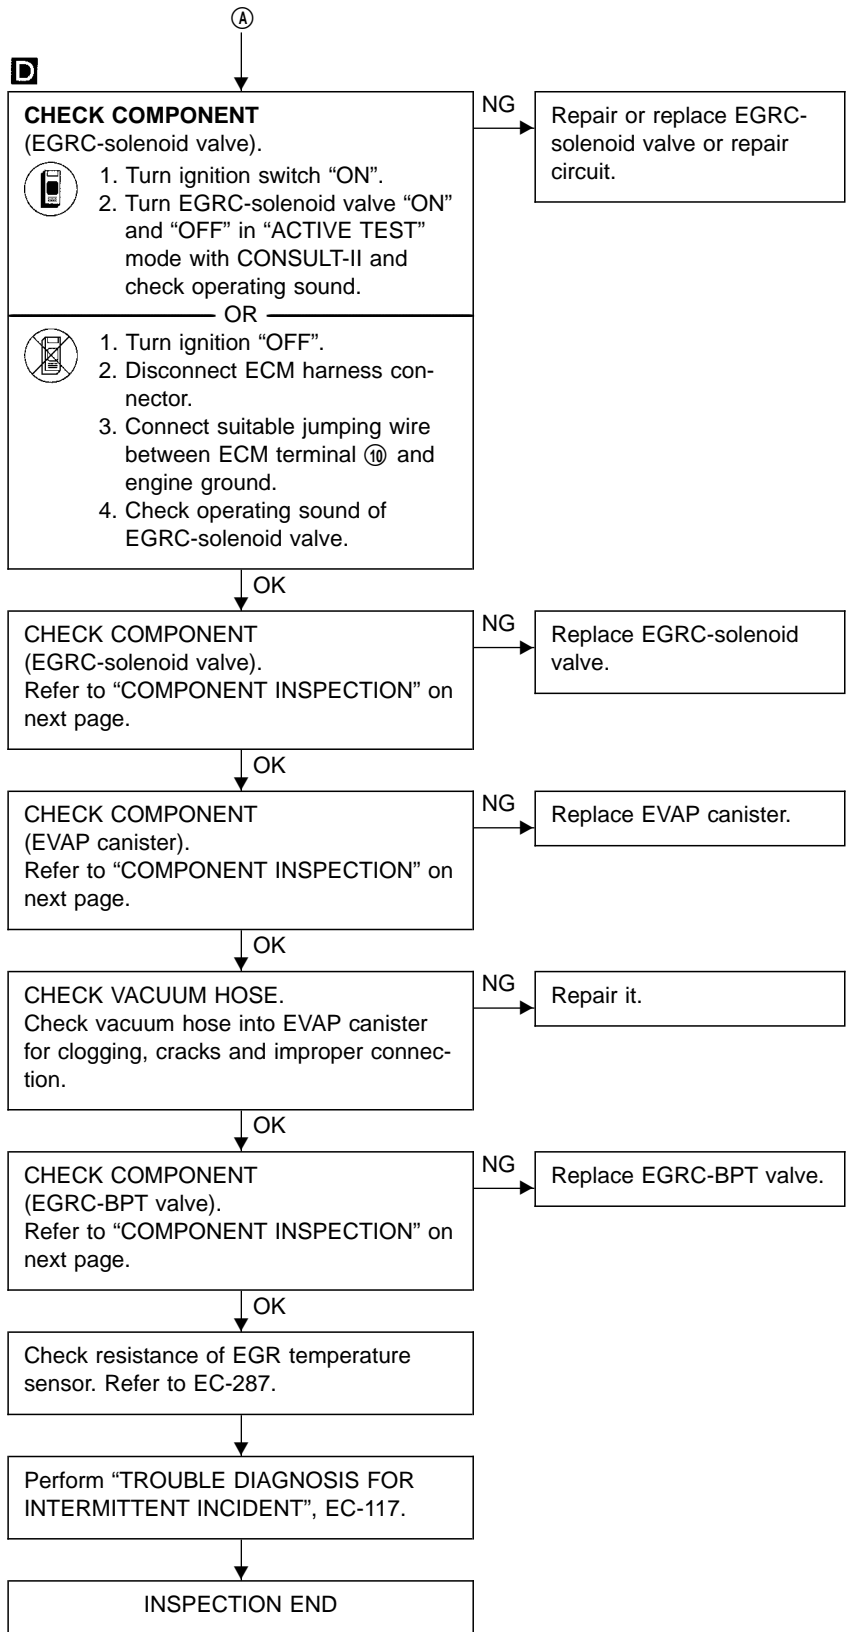 Ⓐ
D
CHECK COMPONENT
(EGRC-solenoid valve).
1. Turn ignition switch “ON”.
2. Turn EGRC-solenoid valve “ON”
and “OFF” in “ACTIVE TEST”
mode with CONSULT-II and
check operating sound.
OR
1. Turn ignition “OFF”.
2. Disconnect ECM harness con-
nector.
3. Connect suitable jumping wire
between ECM terminal ⑩ and
engine ground.
4. Check operating sound of
EGRC-solenoid valve.
NG
Repair or replace EGRC-
solenoid valve or repair
circuit.
OK
CHECK COMPONENT
(EGRC-solenoid valve).
Refer to “COMPONENT INSPECTION” on
next page.
NG
Replace EGRC-solenoid
valve.
OK
CHECK COMPONENT
(EVAP canister).
Refer to “COMPONENT INSPECTION” on
next page.
NG
Replace EVAP canister.
OK
CHECK VACUUM HOSE.
Check vacuum hose into EVAP canister
for clogging, cracks and improper connec-
tion.
NG
Repair it.
OK
CHECK COMPONENT
(EGRC-BPT valve).
Refer to “COMPONENT INSPECTION” on
next page.
NG
Replace EGRC-BPT valve.
OK
Check resistance of EGR temperature
sensor. Refer to EC-287.
Perform “TROUBLE DIAGNOSIS FOR
INTERMITTENT INCIDENT”, EC-117.
INSPECTION END